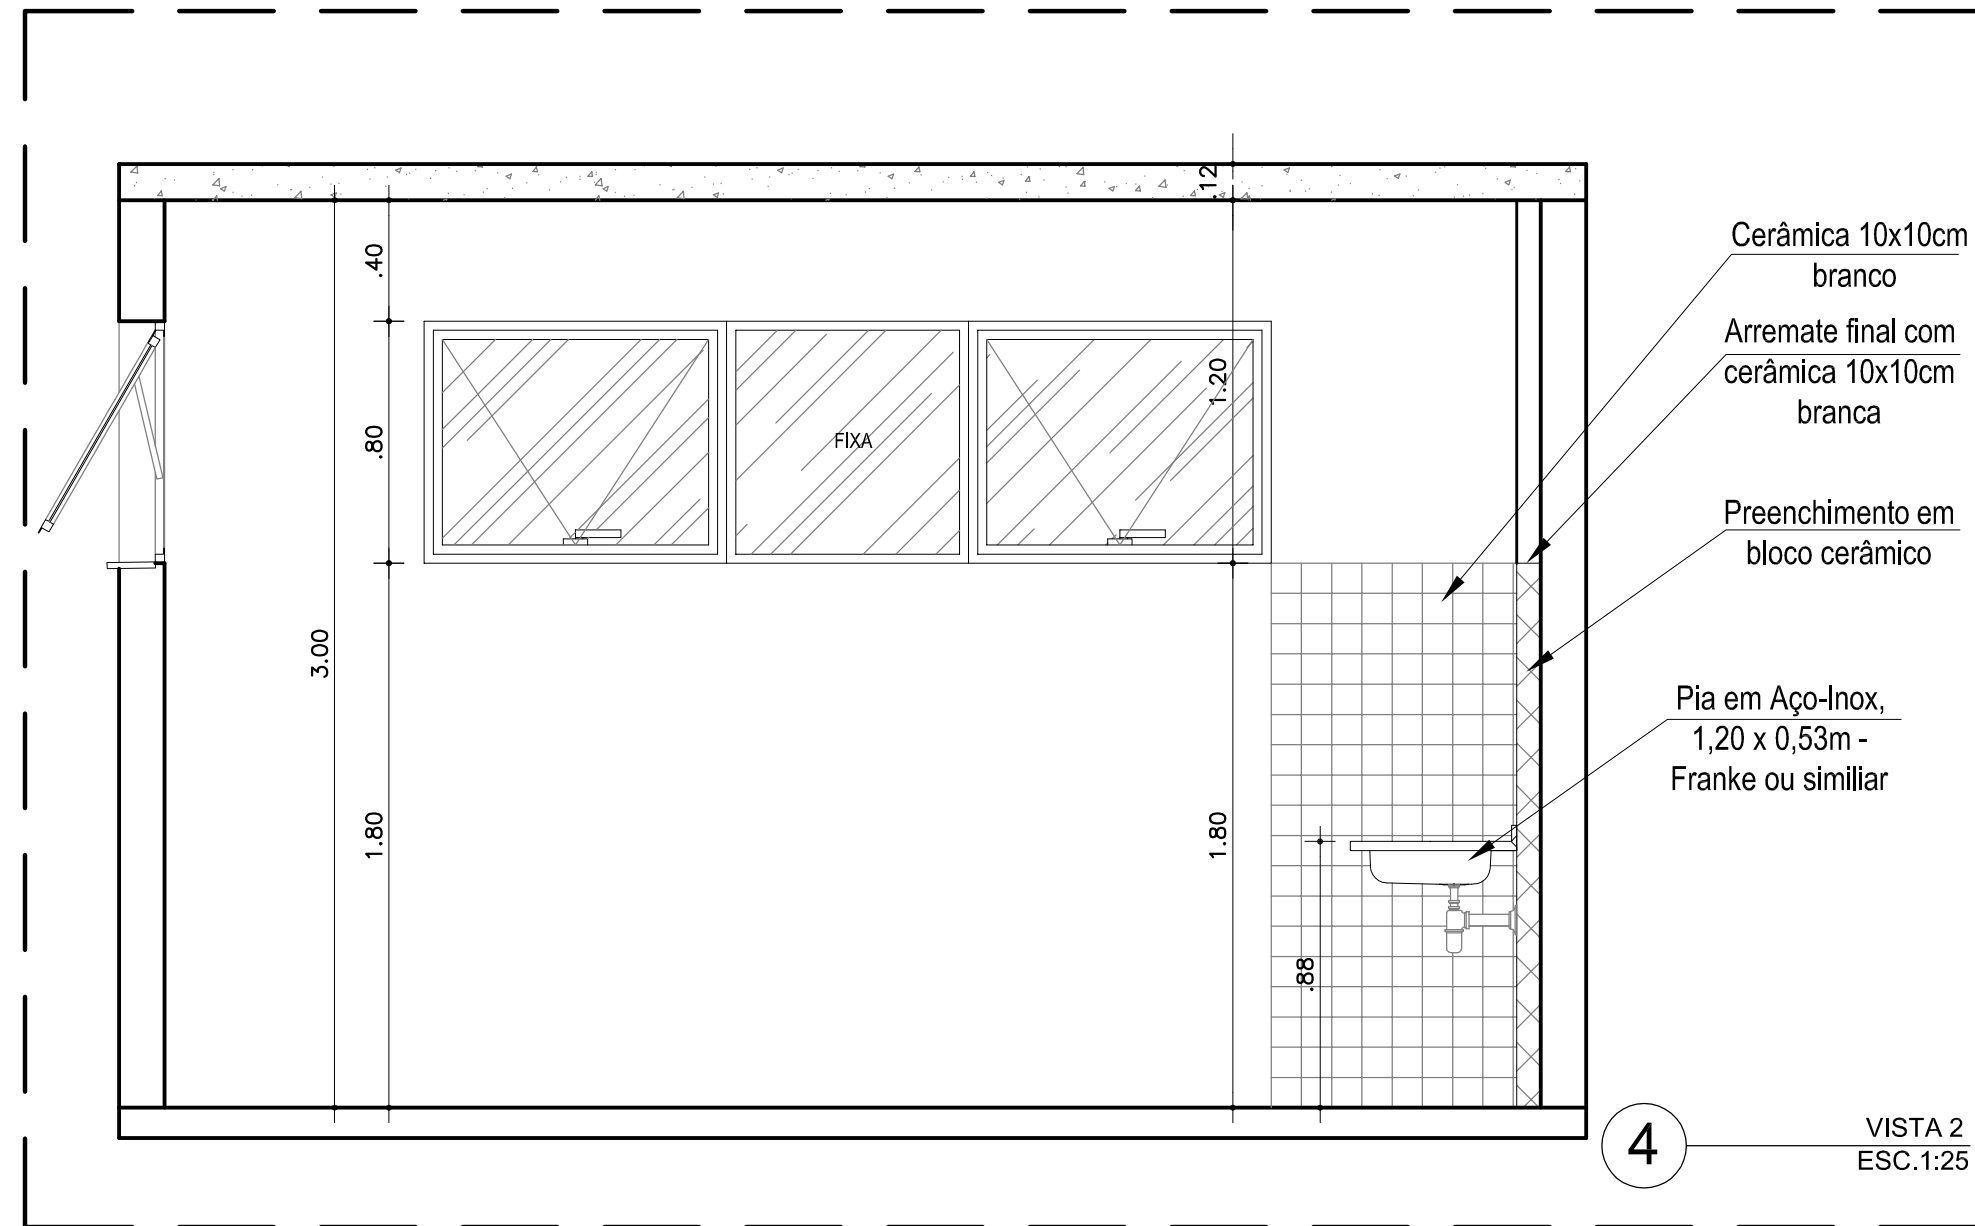 .12
Cerâmica 10x10cm
branco
.40
Arremate final com
cerâmica 10x10cm
branca
1.20
.80
FIXA
Preenchimento em
bloco cerâmico
3.00
Pia em Aço-Inox,
1,20 x 0,53m -
Franke ou similiar
1.80
1.80
.88
4
VISTA 2
ESC.1:25